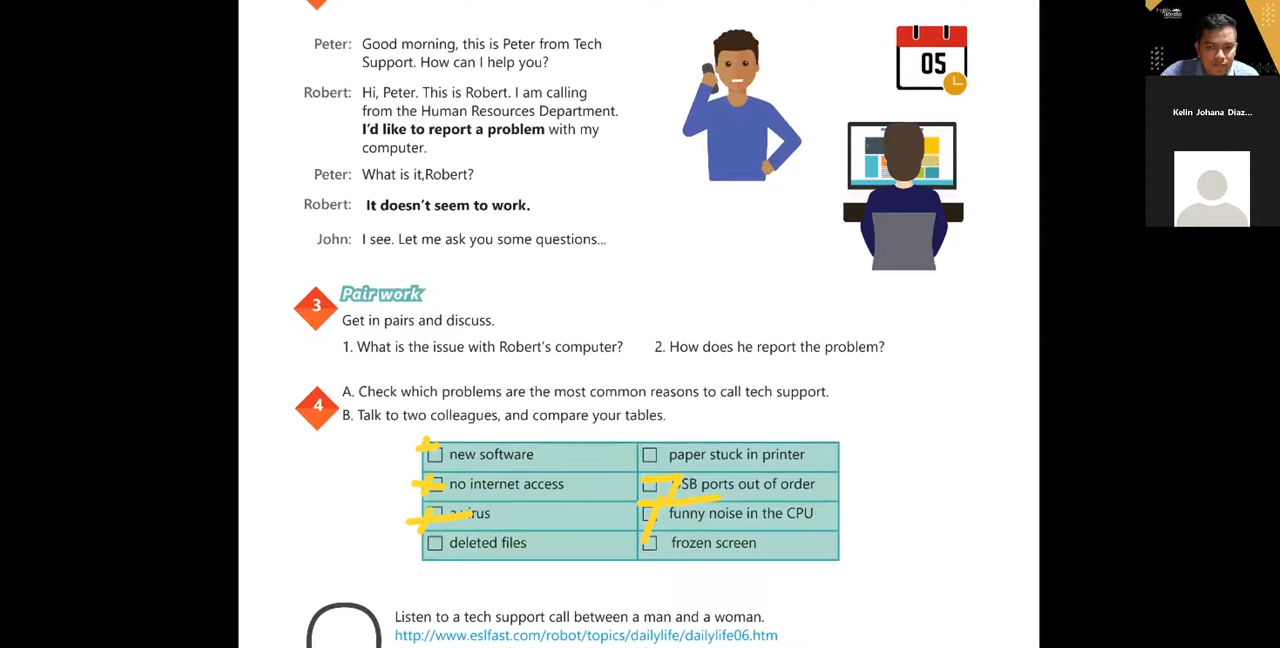 Peter: Good morning, this is Peter from Tech
Support. How can I help you?
Robert: Hi, Peter. This is Robert. I am calling
from the Human Resources Department.
I'd like to report a problem with my
computer.
Peter: What is it,Robert?
Robert: It doesn't seem to work.
John: I see. Let me ask you some questions...
05
Kelin Johana Diaz...
3 Pair work
Get in pairs and discuss.
1. What is the issue with Robert's computer? 2. How does he report the problem?
4 A. Check which problems are the most common reasons to call tech support.
B. Talk to two colleagues, and compare your tables.
new software paper stuck in printer
no internet access USB ports out of order
a virus funny noise in the CPU
deleted files frozen screen
7
Listen to a tech support call between a man and a woman.
http://www.eslfast.com/robot/topics/dailylife/dailylife06.htm